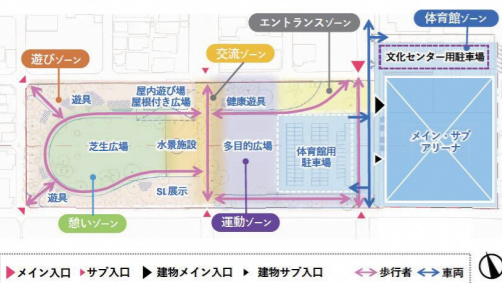 体育館ゾーン
エントランスゾーン
交流ゾーン
遊びゾーン
文化センター用駐車場
屋内遊び場
屋根付き広場
遊具
健康遊具
メイン・サブ
アリーナ
芝生広場
水景施設
多目的広場
体育館用
駐車場
遊具
SL展示
憩いゾーン
運動ゾーン
メイン入口 サブ入口 建物メイン入口 建物サブ入口 歩行者 車両